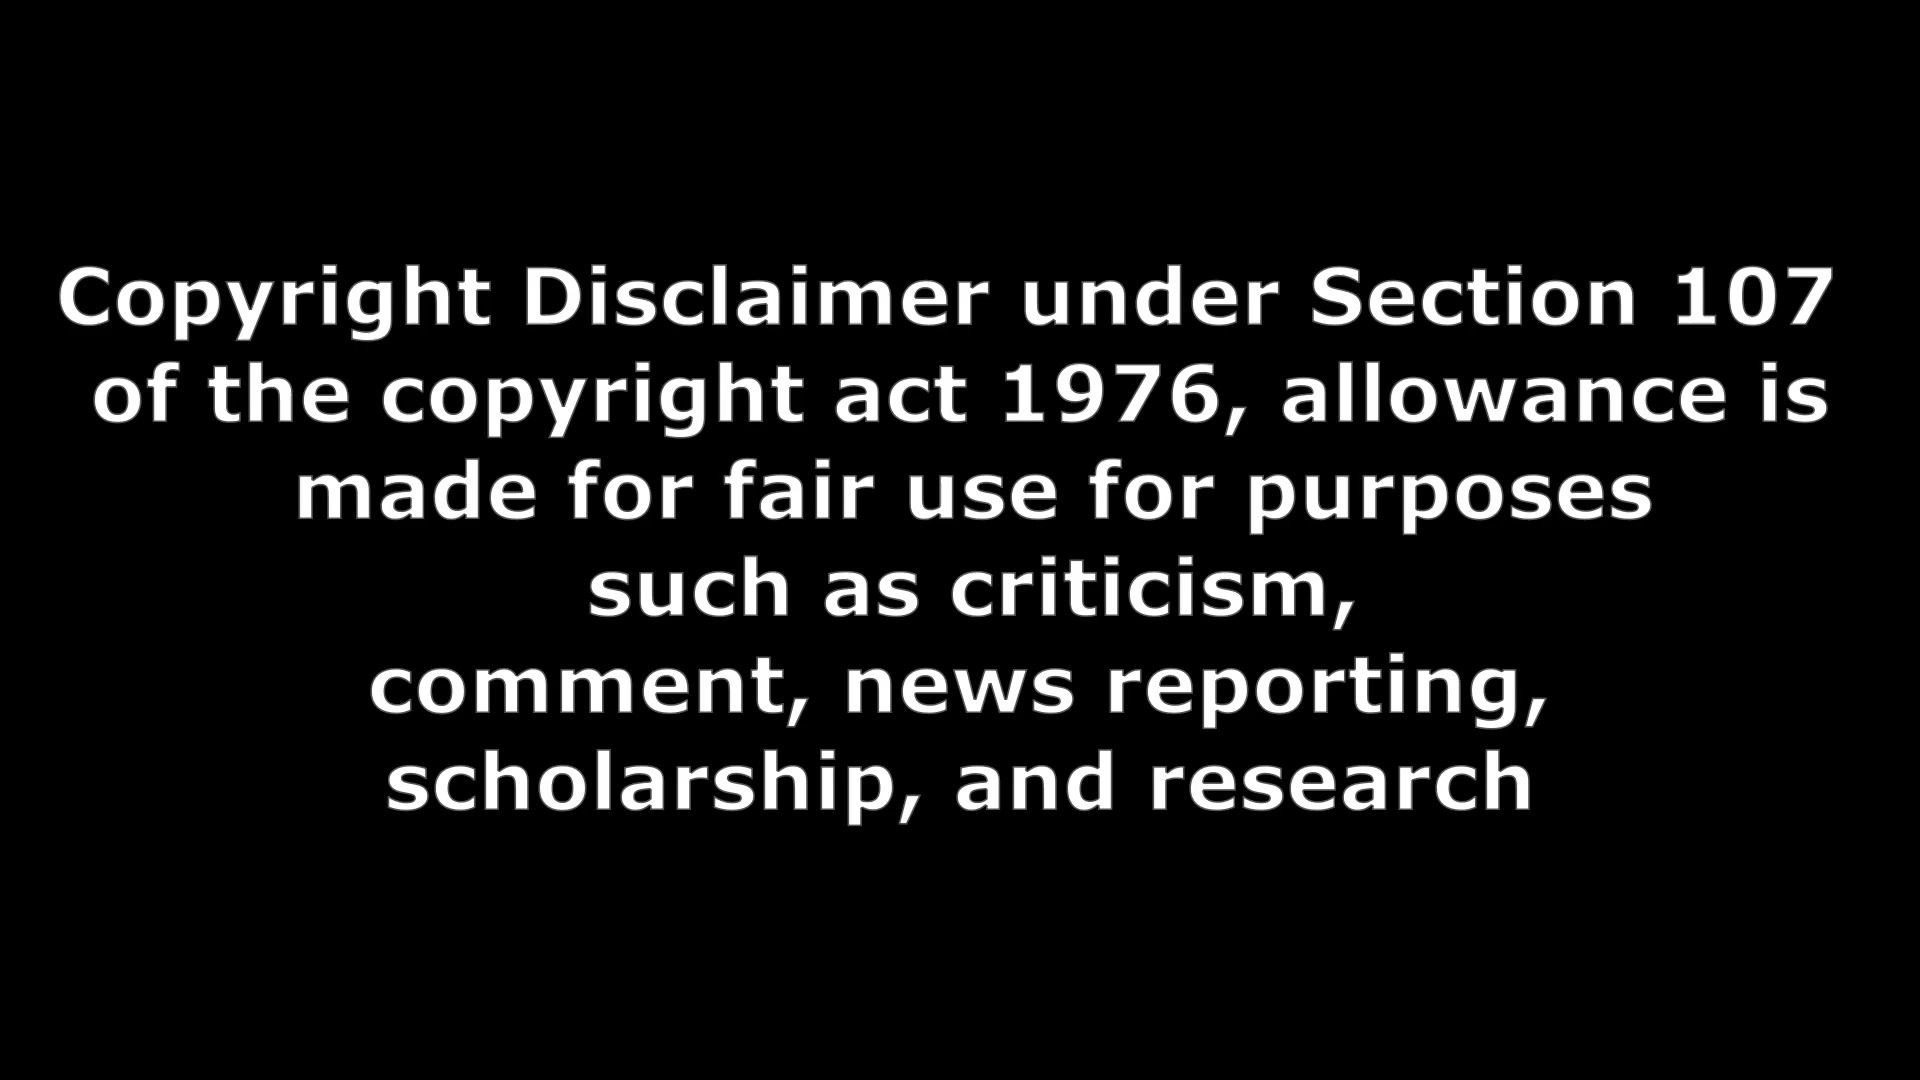 Copyright Disclaimer under Section 107
of the copyright act 1976, allowance is
made for fair use for purposes
such as criticism,
comment, news reporting,
scholarship, and research